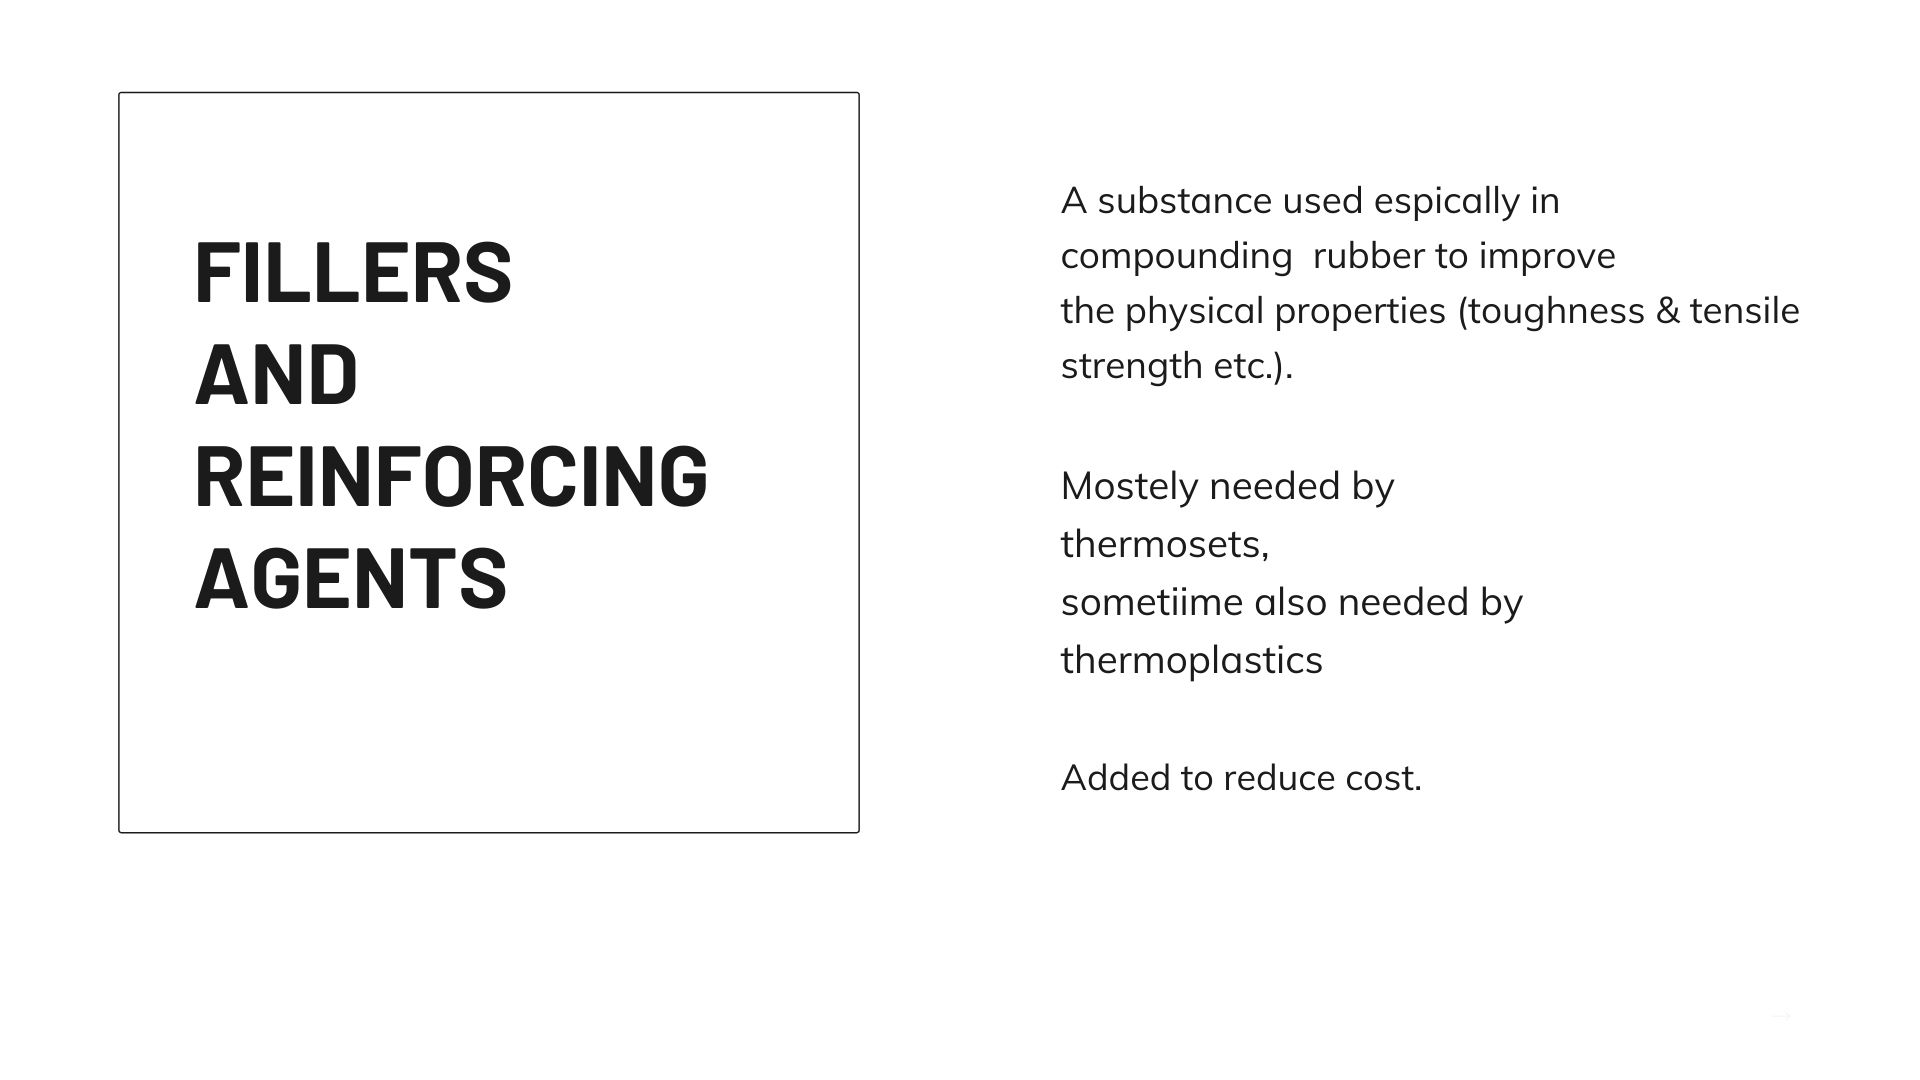 FILLERS
AND
REINFORCING
AGENTS
A substance used espically in
compounding  rubber to improve
the physical properties (toughness & tensile
strength etc.).
Mostely needed by
thermosets,
sometiime also needed by
thermoplastics
Added to reduce cost.